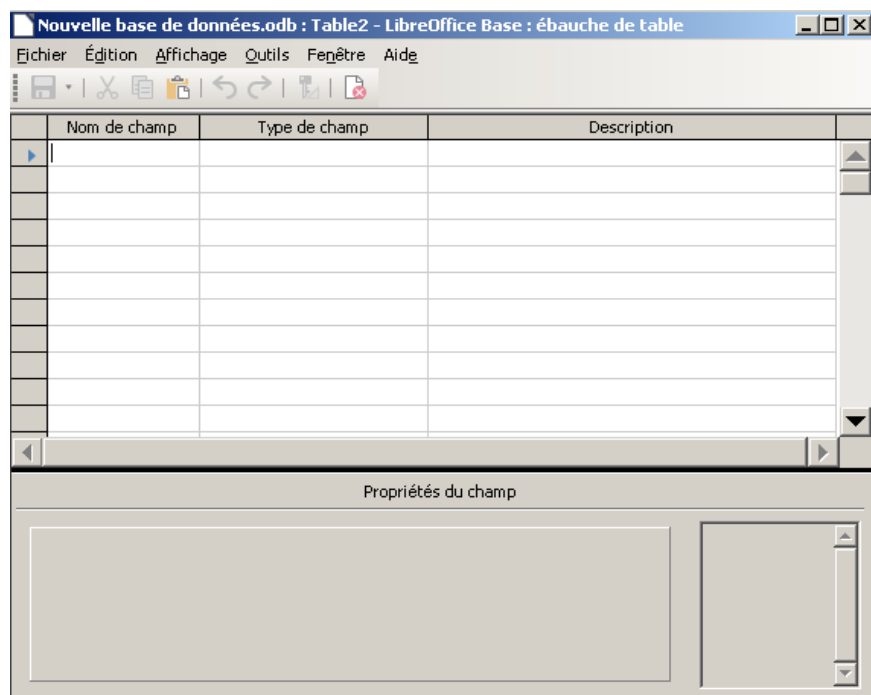 Nouvelle base de données.odb : Table2 - LibreOffice Base : ébauche de table
Fichier Édition Affichage Outils Fenêtre Aide
Nom de champ Type de champ Description
Propriétés du champ